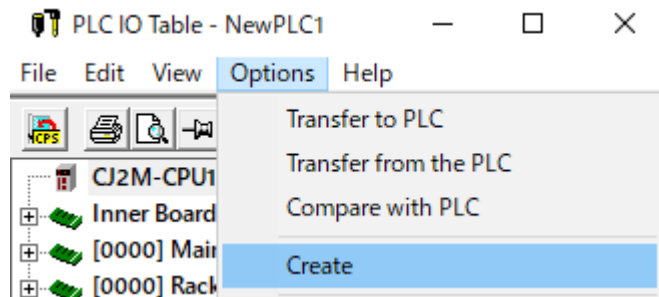 PLC IO Table - NewPLC1
File Edit View Options Help
CPS
Transfer to PLC
Transfer from the PLC
Compare with PLC
Create
CJ2M-CPU1
Inner Board
[0000] Mair
[0000] Rack